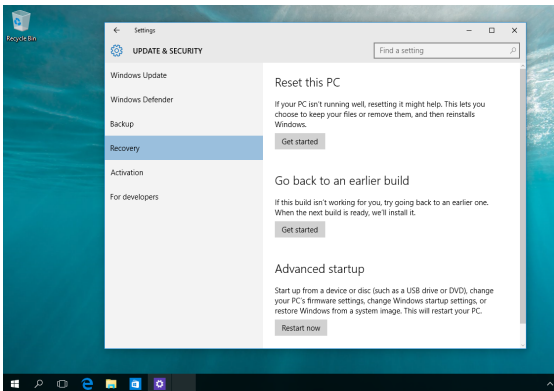 Recycle Bin
Settings
UPDATE & SECURITY
Find a setting
Windows Update
Windows Defender
Backup
Recovery
Activation
For developers
Reset this PC
If your PC isn't running well, resetting it might help. This lets you
choose to keep your files or remove them, and then reinstalls
Windows.
Get started
Go back to an earlier build
If this build isn't working for you, try going back to an earlier one.
When the next build is ready, we'll install it.
Get started
Advanced startup
Start up from a device or disc (such as a USB drive or DVD), change
your PC's firmware settings, change Windows startup settings, or
restore Windows from a system image. This will restart your PC.
Restart now